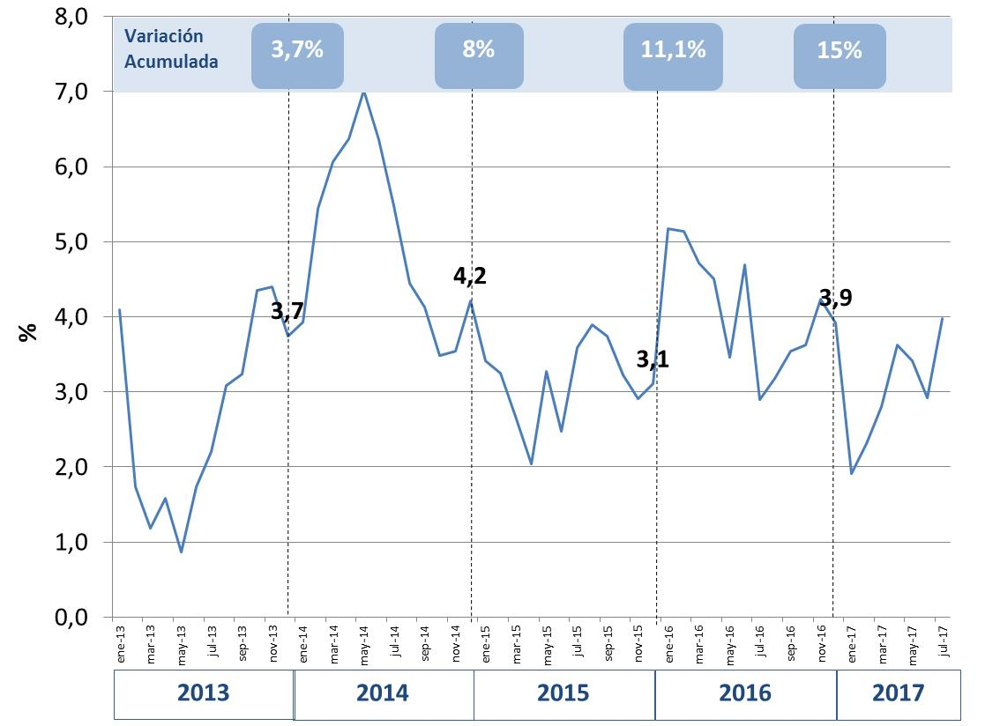 8,0
Variación
Acumulada
3,7%
8%
11,1%
15%
7,0
6,0
5,0
4,2
3,9
4,0
3,7
%
3,1
3,0
2,0
1,0
0,0
ene-13
mar-13
may-13
jul-13
sep-13
nov-13
ene-14
mar-14
may-14
jul-14
sep-14
nov-14
ene-15
mar-15
may-15
jul-15
sep-15
nov-15
ene-16
mar-16
may-16
jul-16
sep-16
nov-16
ene-17
mar-17
may-17
jul-17
2013
2014
2015
2016
2017